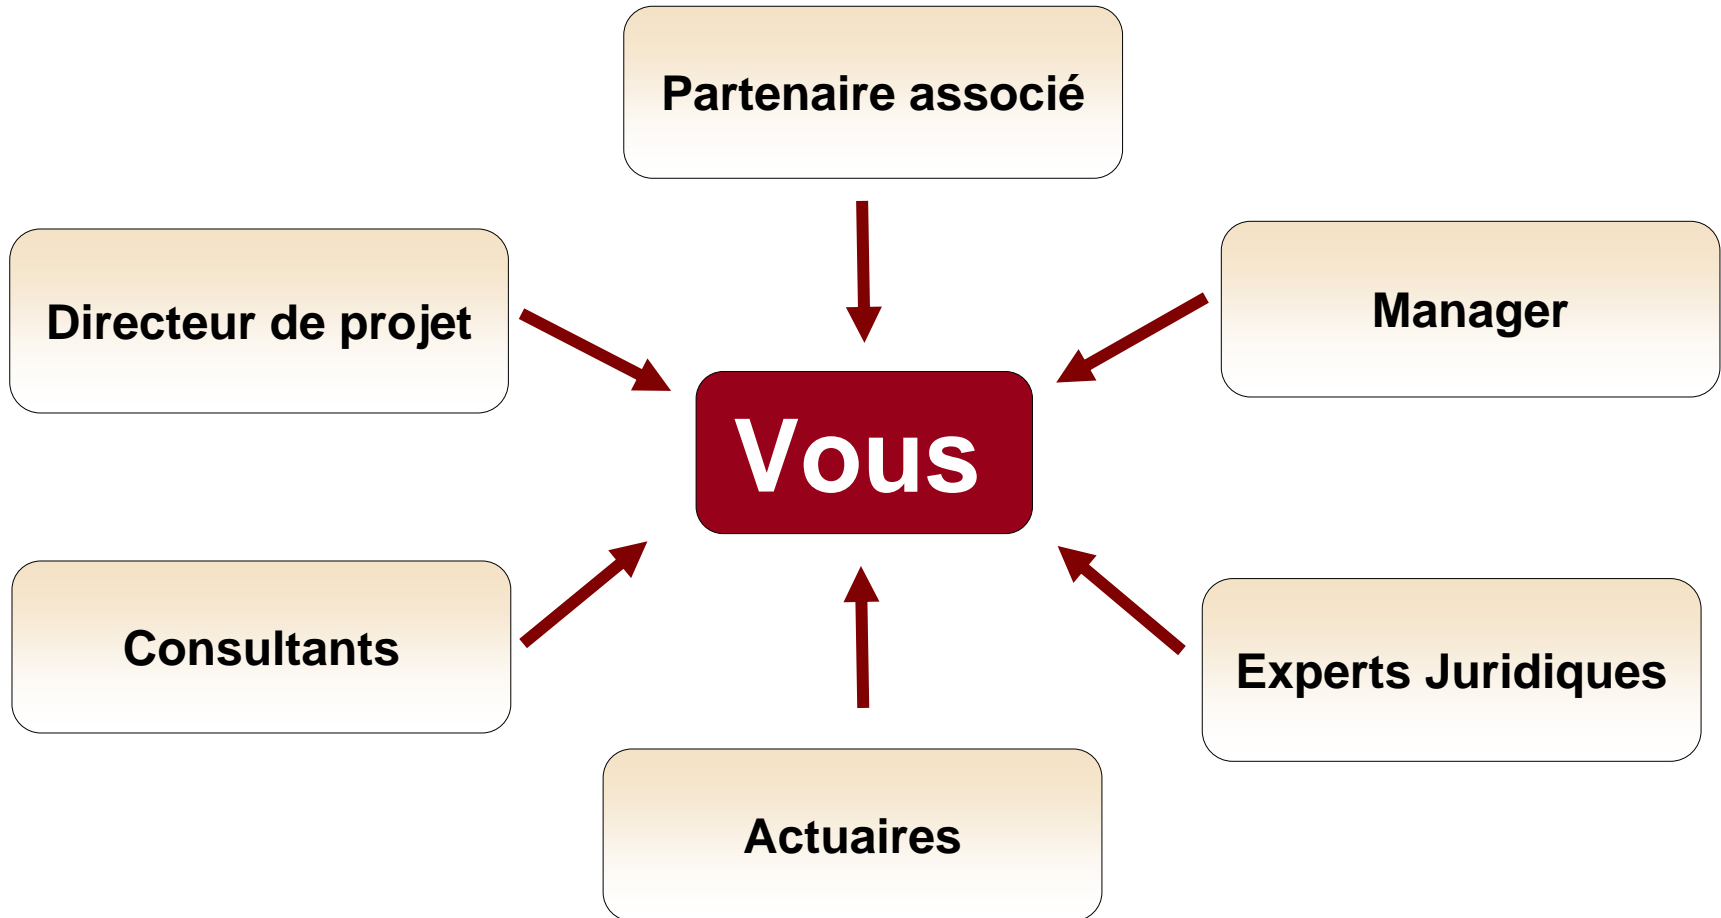 Partenaire associé
Directeur de projet
Manager
Vous
Consultants
Experts Juridiques
Actuaires